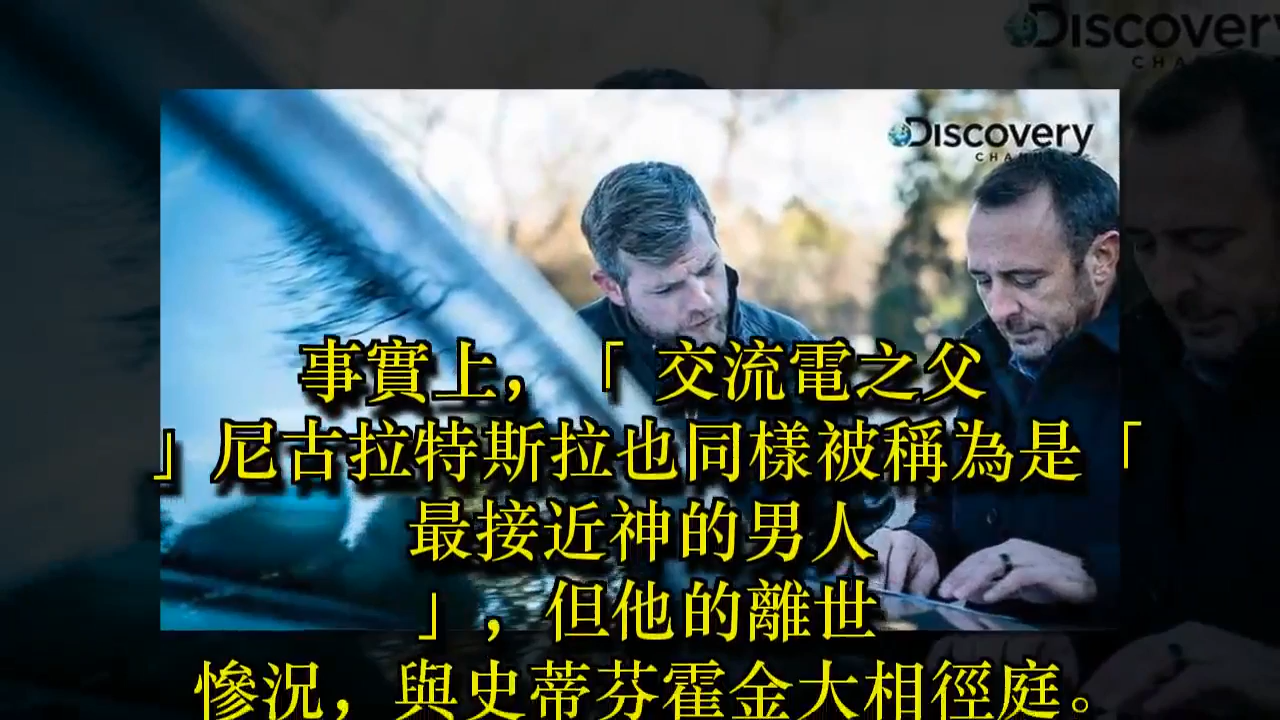 Discovery
CHA
Discovery
CHANNEL
事實上，「 交流電之父
」尼古拉特斯拉也同樣被稱為是「
最接近神的男人
」，但他的離世
慘況，與史蒂芬霍金大相徑庭。